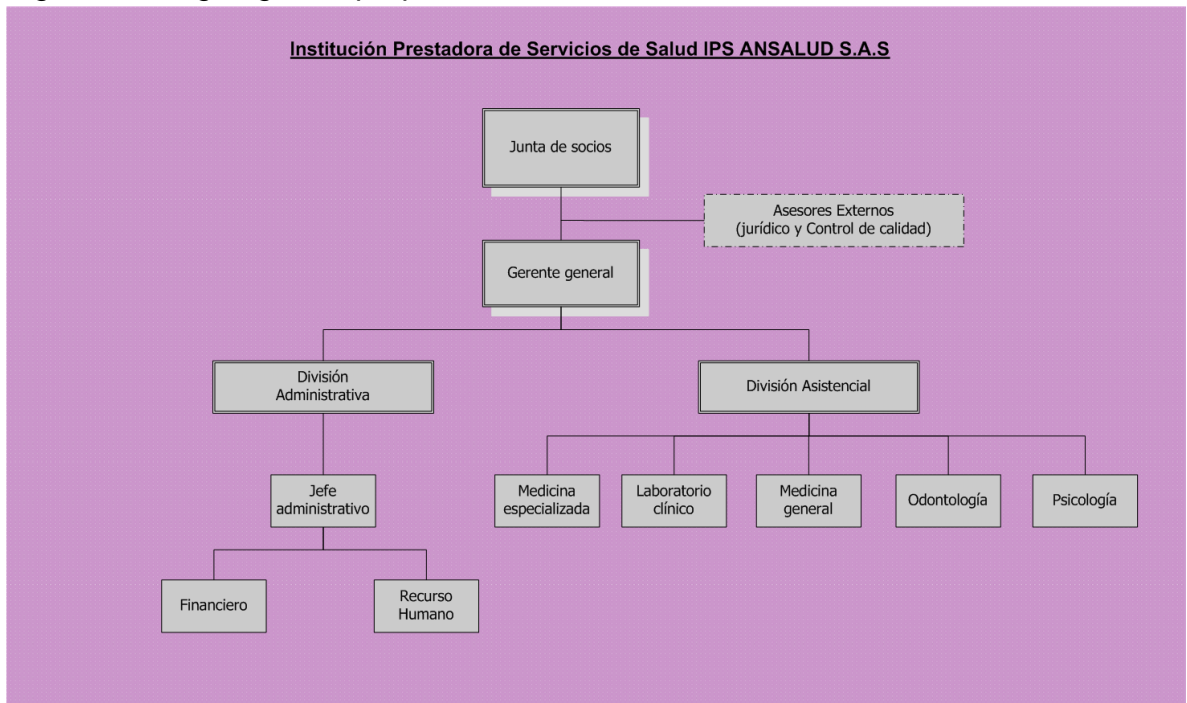 Institución Prestadora de Servicios de Salud IPS ANSALUD S.A.S
Junta de socios
Asesores Externos
(jurídico y Control de calidad)
Gerente general
División
Administrativa
División Asistencial
Jefe
administrativo
Medicina
especializada
Laboratorio
clínico
Medicina
general
Odontología
Psicología
Financiero
Recurso
Humano